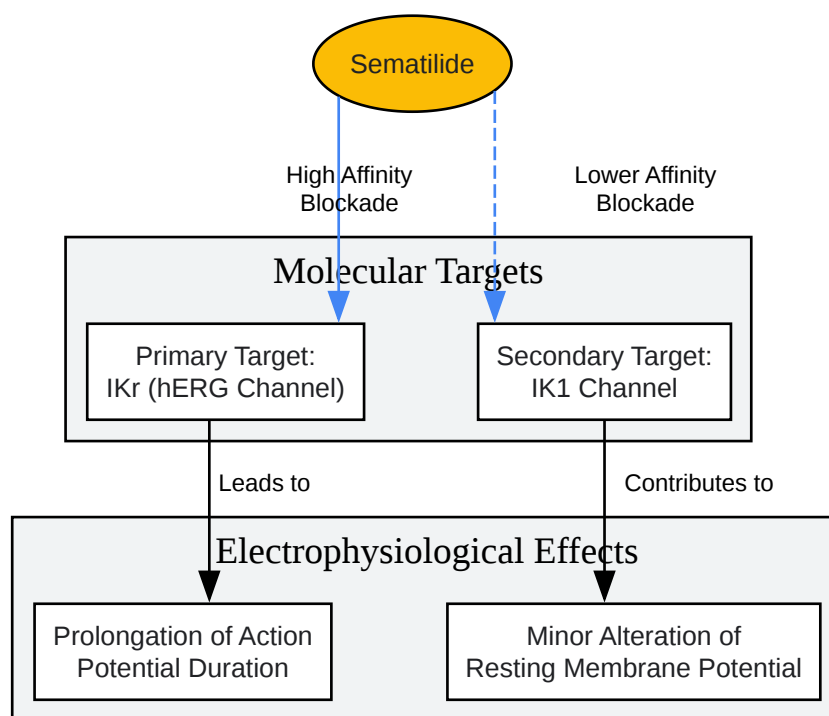 Sematilide
High Affinity
Blockade
Lower Affinity
Blockade
Molecular Targets
Primary Target:
IKr (hERG Channel)
Secondary Target:
IK1 Channel
Leads to
Contributes to
Electrophysiological Effects
Prolongation of Action
Potential Duration
Minor Alteration of
Resting Membrane Potential